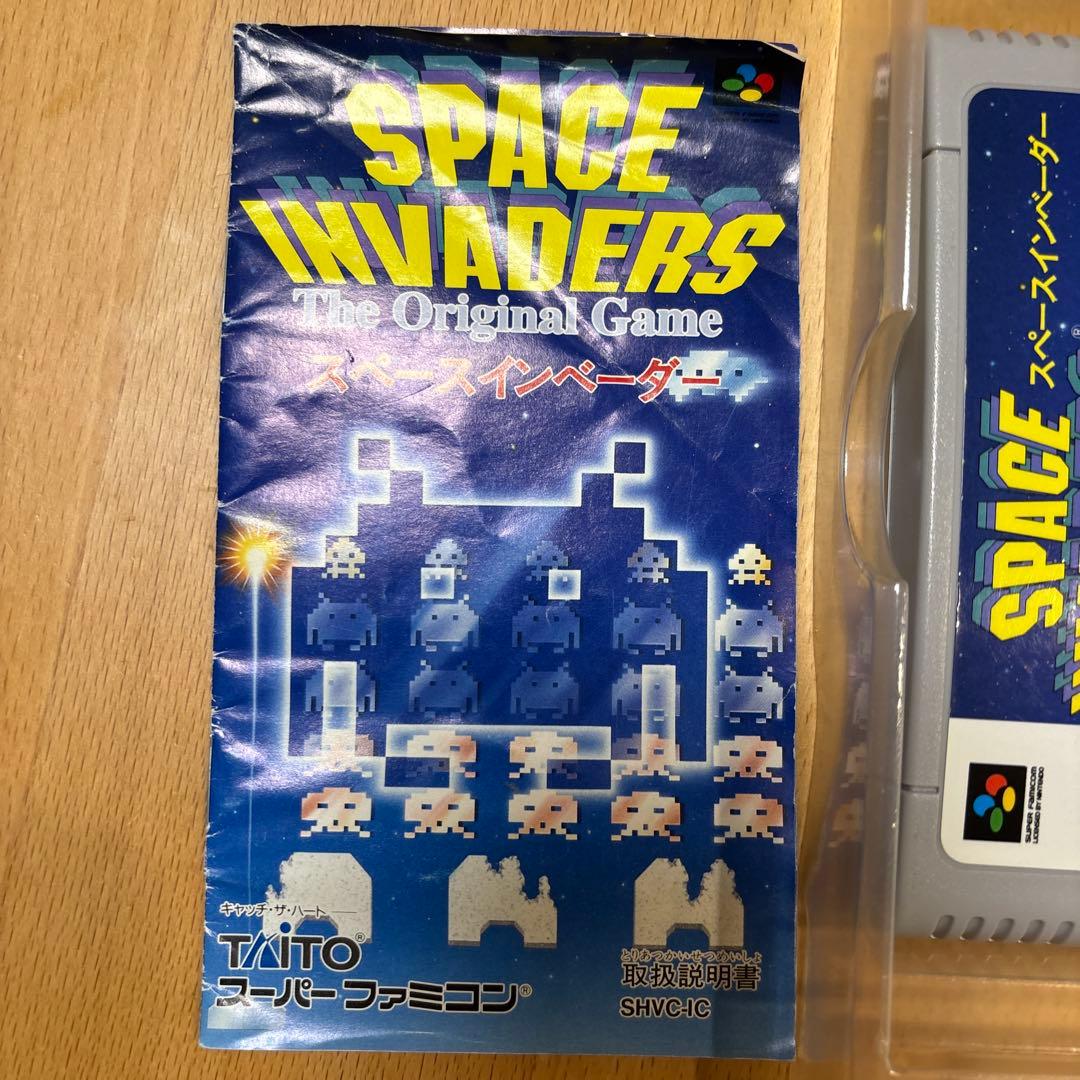 SPACE
INVADERS
The Original Game
スペースインベーダー
キャッチ・ザ・ハート
TAITO®
スーパーファミコン®
とりあつかいせつめいしょ
取扱説明書
SHVC-IC
SPACE
スペースインベーダー
®
SUPER FAMICOM
LICENSED BY NINTENDO